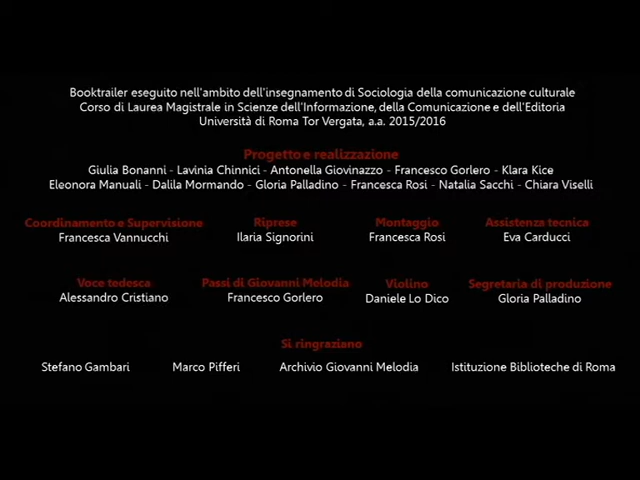 Booktrailer eseguito nell'ambito dell'insegnamento di Sociologia della comunicazione culturale
Corso di Laurea Magistrale in Scienze dell'Informazione, della Comunicazione e dell'Editoria
Università di Roma Tor Vergata, a.a. 2015/2016
Progetto e realizzazione
Giulia Bonanni - Lavinia Chinnici - Antonella Giovinazzo - Francesco Gorlero - Klara Kice
Eleonora Manuali - Dalila Mormando - Gloria Palladino - Francesca Rosi - Natalia Sacchi - Chiara Viselli
Coordinamento e Supervisione Riprese Montaggio Assistenza tecnica
Francesca Vannucchi Ilaria Signorini Francesca Rosi Eva Carducci
Voce tedesca Passi di Giovanni Melodia Violino Segretaria di produzione
Alessandro Cristiano Francesco Gorlero Daniele Lo Dico Gloria Palladino
Si ringraziano
Stefano Gambari Marco Pifferi Archivio Giovanni Melodia Istituzione Biblioteche di Roma